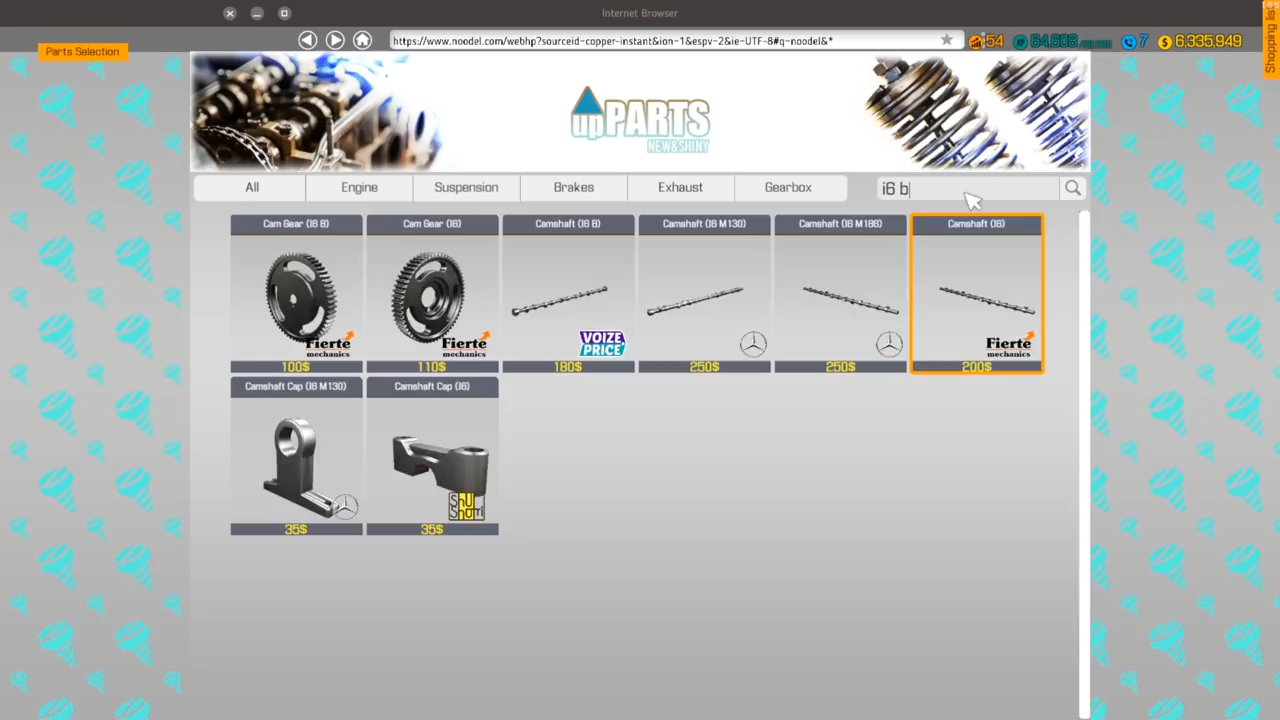 Internet Browser
Shopping list
Parts Selection
https://www.noodel.com/webhp?sourceid-copper-instant&ion-1&espv-2&ie-UTF-8#q-noodel&*
54
64,808
7
$ 6,335,949
upPARTS
NEW&SHINY
All
Engine
Suspension
Brakes
Exhaust
Gearbox
i6 b
Cam Gear (I6 B)
Cam Gear (I6)
Camshaft (I6 B)
Camshaft (I6 M130)
Camshaft (I6 M186)
Camshaft (I6)
Fierte mechanics
Fierte mechanics
VOIZE PRICE
Fierte mechanics
100$
110$
180$
250$
250$
200$
Camshaft Cap (I6 M130)
Camshaft Cap (I6)
35$
35$